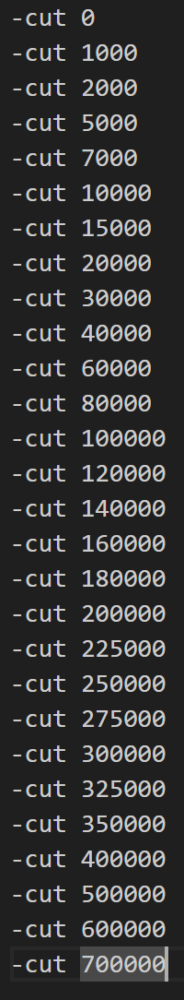 -cut 0
-cut 1000
-cut 2000
-cut 5000
-cut 7000
-cut 10000
-cut 15000
-cut 20000
-cut 30000
-cut 40000
-cut 60000
-cut 80000
-cut 100000
-cut 120000
-cut 140000
-cut 160000
-cut 180000
-cut 200000
-cut 225000
-cut 250000
-cut 275000
-cut 300000
-cut 325000
-cut 350000
-cut 400000
-cut 500000
-cut 600000
-cut 700000